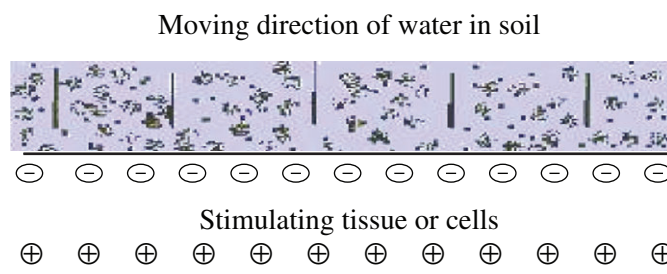 Moving direction of water in soil
− − − − − − − − − − − − −
Stimulating tissue or cells
+ + + + + + + + + + + +